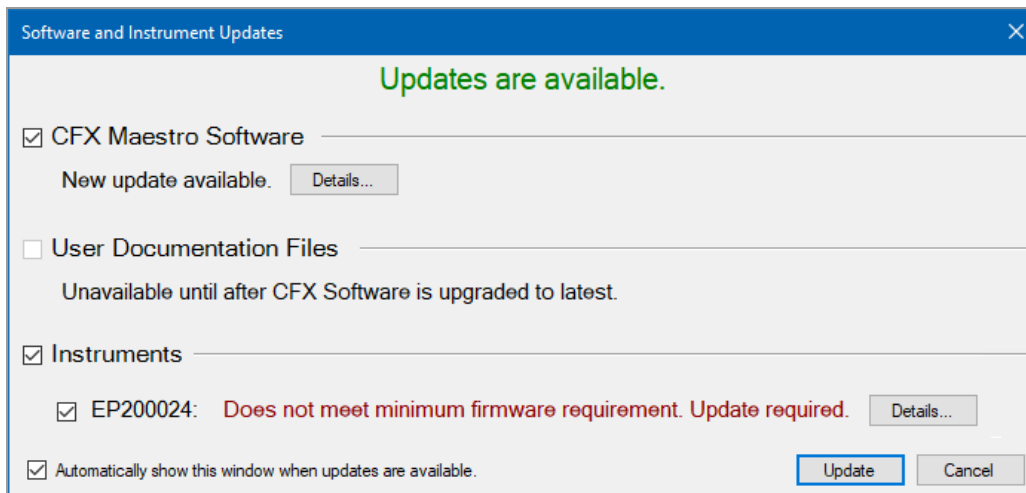 Software and Instrument Updates
Updates are available.
CFX Maestro Software
New update available. Details...
User Documentation Files
Unavailable until after CFX Software is upgraded to latest.
Instruments
EP200024: Does not meet minimum firmware requirement. Update required. Details...
Automatically show this window when updates are available. Update Cancel